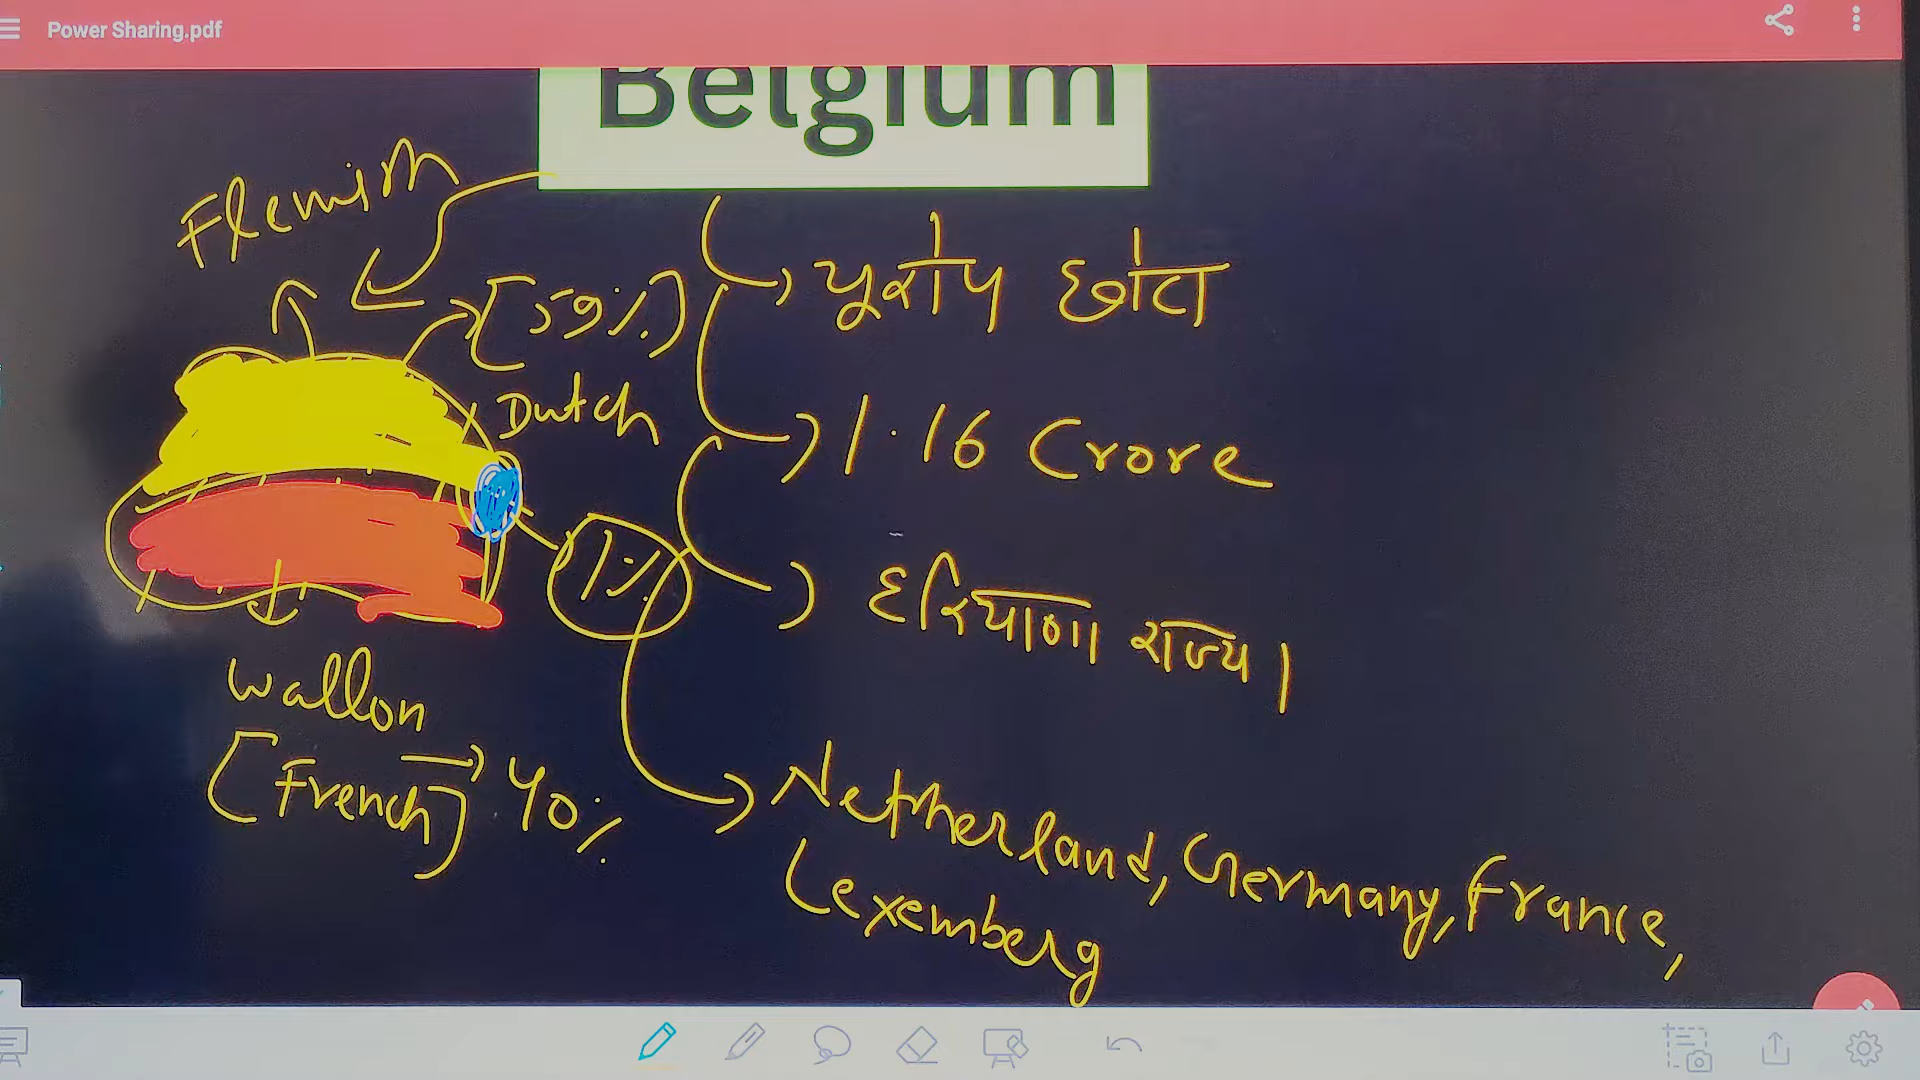 Power Sharing.pdf
Belgium
Flemish
[59%]
Dutch
यूरोप छोटा
1.16 Crore
1%
हरियाणा राज्य।
Wallon
[French] → 40%
Netherland, Germany, France,
Lexemberg